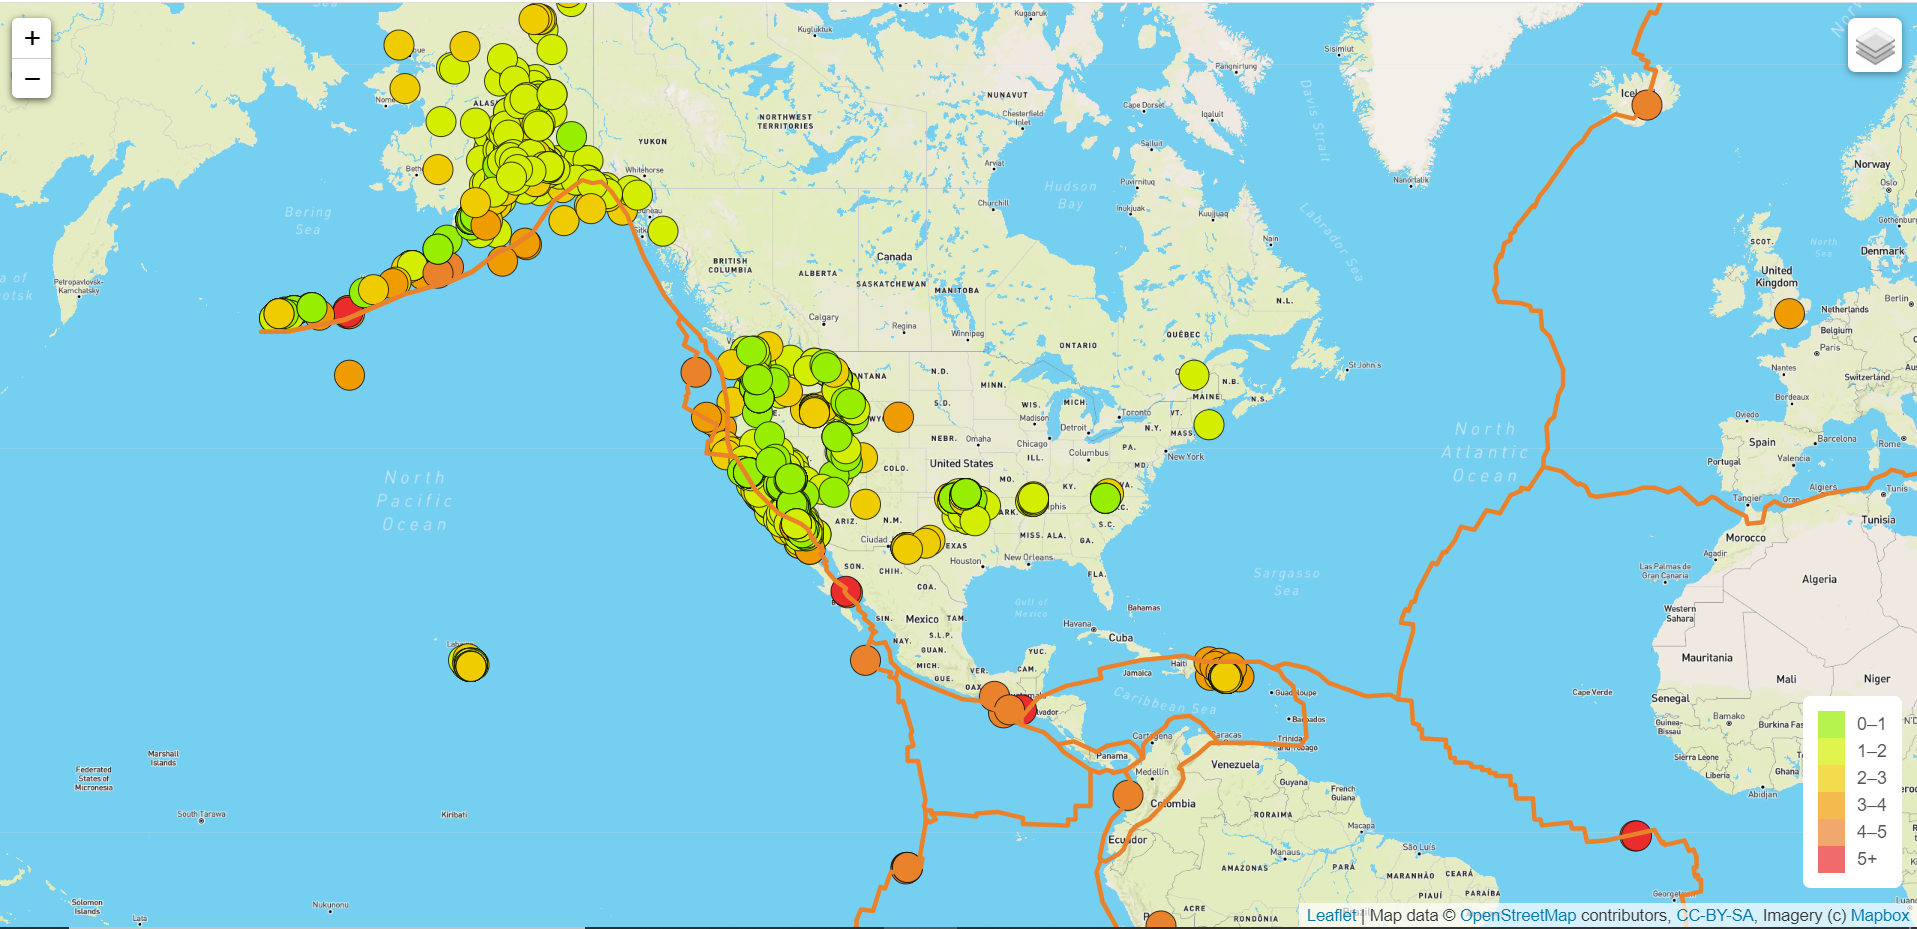 +
−
Kugluktuk
Kugaaruk
Sisimiut
Pangnirtung
Nome
ALAS
NUNAVUT
Cape Dorset
Chesterfield
Inlet
Iqaluit
Davis Strait
NORTHWEST
TERRITORIES
YUKON
Salluit
Arviat
Whitehorse
Beth
Puvirnituq
Nanortalik
Hudson
Bay
Churchill
Inukjuak
Kuujjuaq
Labrador Sea
Bering
Sea
Nain
Norway
Oslo
Gothenburg
SCOT.
North
Sea
Denmark
BRITISH
COLUMBIA
ALBERTA
Canada
SASKATCHEWAN
MANITOBA
United
Kingdom
Petropavlovsk-
Kamchatsky
N.L.
Berlin
Netherlands
Belgium
Calgary
Regina
Winnipeg
QUÉBEC
ONTARIO
Paris
St John's
Nantes
Switzerland
NTANA
N.D.
MINN.
N.B.
MAINE
N.S.
Bordeaux
S.D.
WIS.
MICH.
Toronto
VT.
Madison
Detroit
N.Y.
MASS
Oviedo
NEBR.
Omaha
Chicago
PA.
Spain
Barcelona
Rome
North
Atlantic
Ocean
ILL.
Columbus
New York
Portugal
Valencia
COLO.
United States
MD.
North
Pacific
Ocean
MO.
KY.
VA.
Tangier
Oran
Algiers
Tunis
ARK.
phis
C.
ARIZ.
N.M.
S.C.
Tunisia
Ciudad
EXAS
MISS.
ALA.
GA.
Morocco
Houston
New Orleans
Agadir
SON.
CHIH.
Las Palmas de
Gran Canaria
COA.
FLA.
Sargasso
Sea
Algeria
Gulf of
Mexico
Bahamas
Western
Sahara
SIN.
Mexico
TAM.
Havana
Cuba
NAY.
S.L.P.
GUAN.
YUC.
Mauritania
MICH.
VER.
CAM.
Haiti
GUE.
OAX
Jamaica
Mali
Niger
Guadeloupe
Cape Verde
Senegal
Caribbean Sea
lvador
Barbados
Bamako
Guinea-
Bissau
Burkina Fas
Cartagena
Caracas
Trinidad
and Tobago
Marshall
Islands
Panama
Sierra Leone
Venezuela
Medellín
Liberia
Ghana
Federated
States of
Micronesia
Guyana
French
Guiana
Abidjan
Colombia
South Tarawa
Kiribati
RORAIMA
Macapa
Ecuador
Manaus
São Luís
AMAZONAS
PARÁ
MARANHÃO
CEARÁ
PIAUÍ
PARAÍBA
Solomon
Islands
Nukunonu
Lata
ACRE
RONDÔNIA
0–1
1–2
2–3
3–4
4–5
5+
Leaflet | Map data © OpenStreetMap contributors, CC-BY-SA, Imagery (c) Mapbox